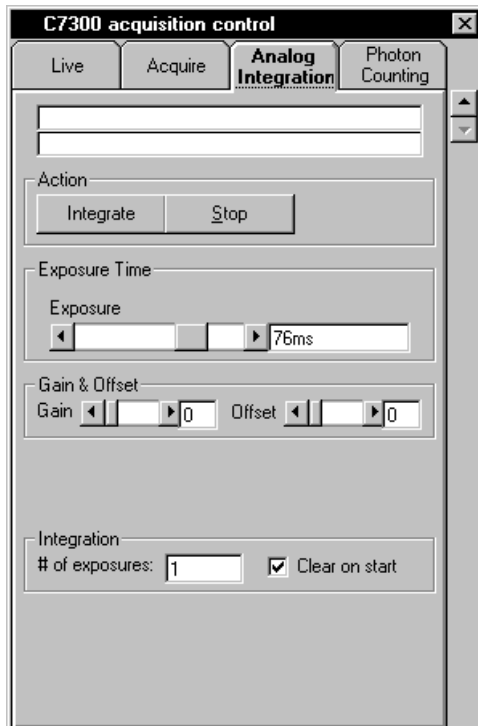 C7300 acquisition control
Live
Acquire
Analog
Integration
Photon
Counting
Action
Integrate
Stop
Exposure Time
Exposure
76ms
Gain & Offset
Gain
0
Offset
0
Integration
# of exposures:
1
Clear on start